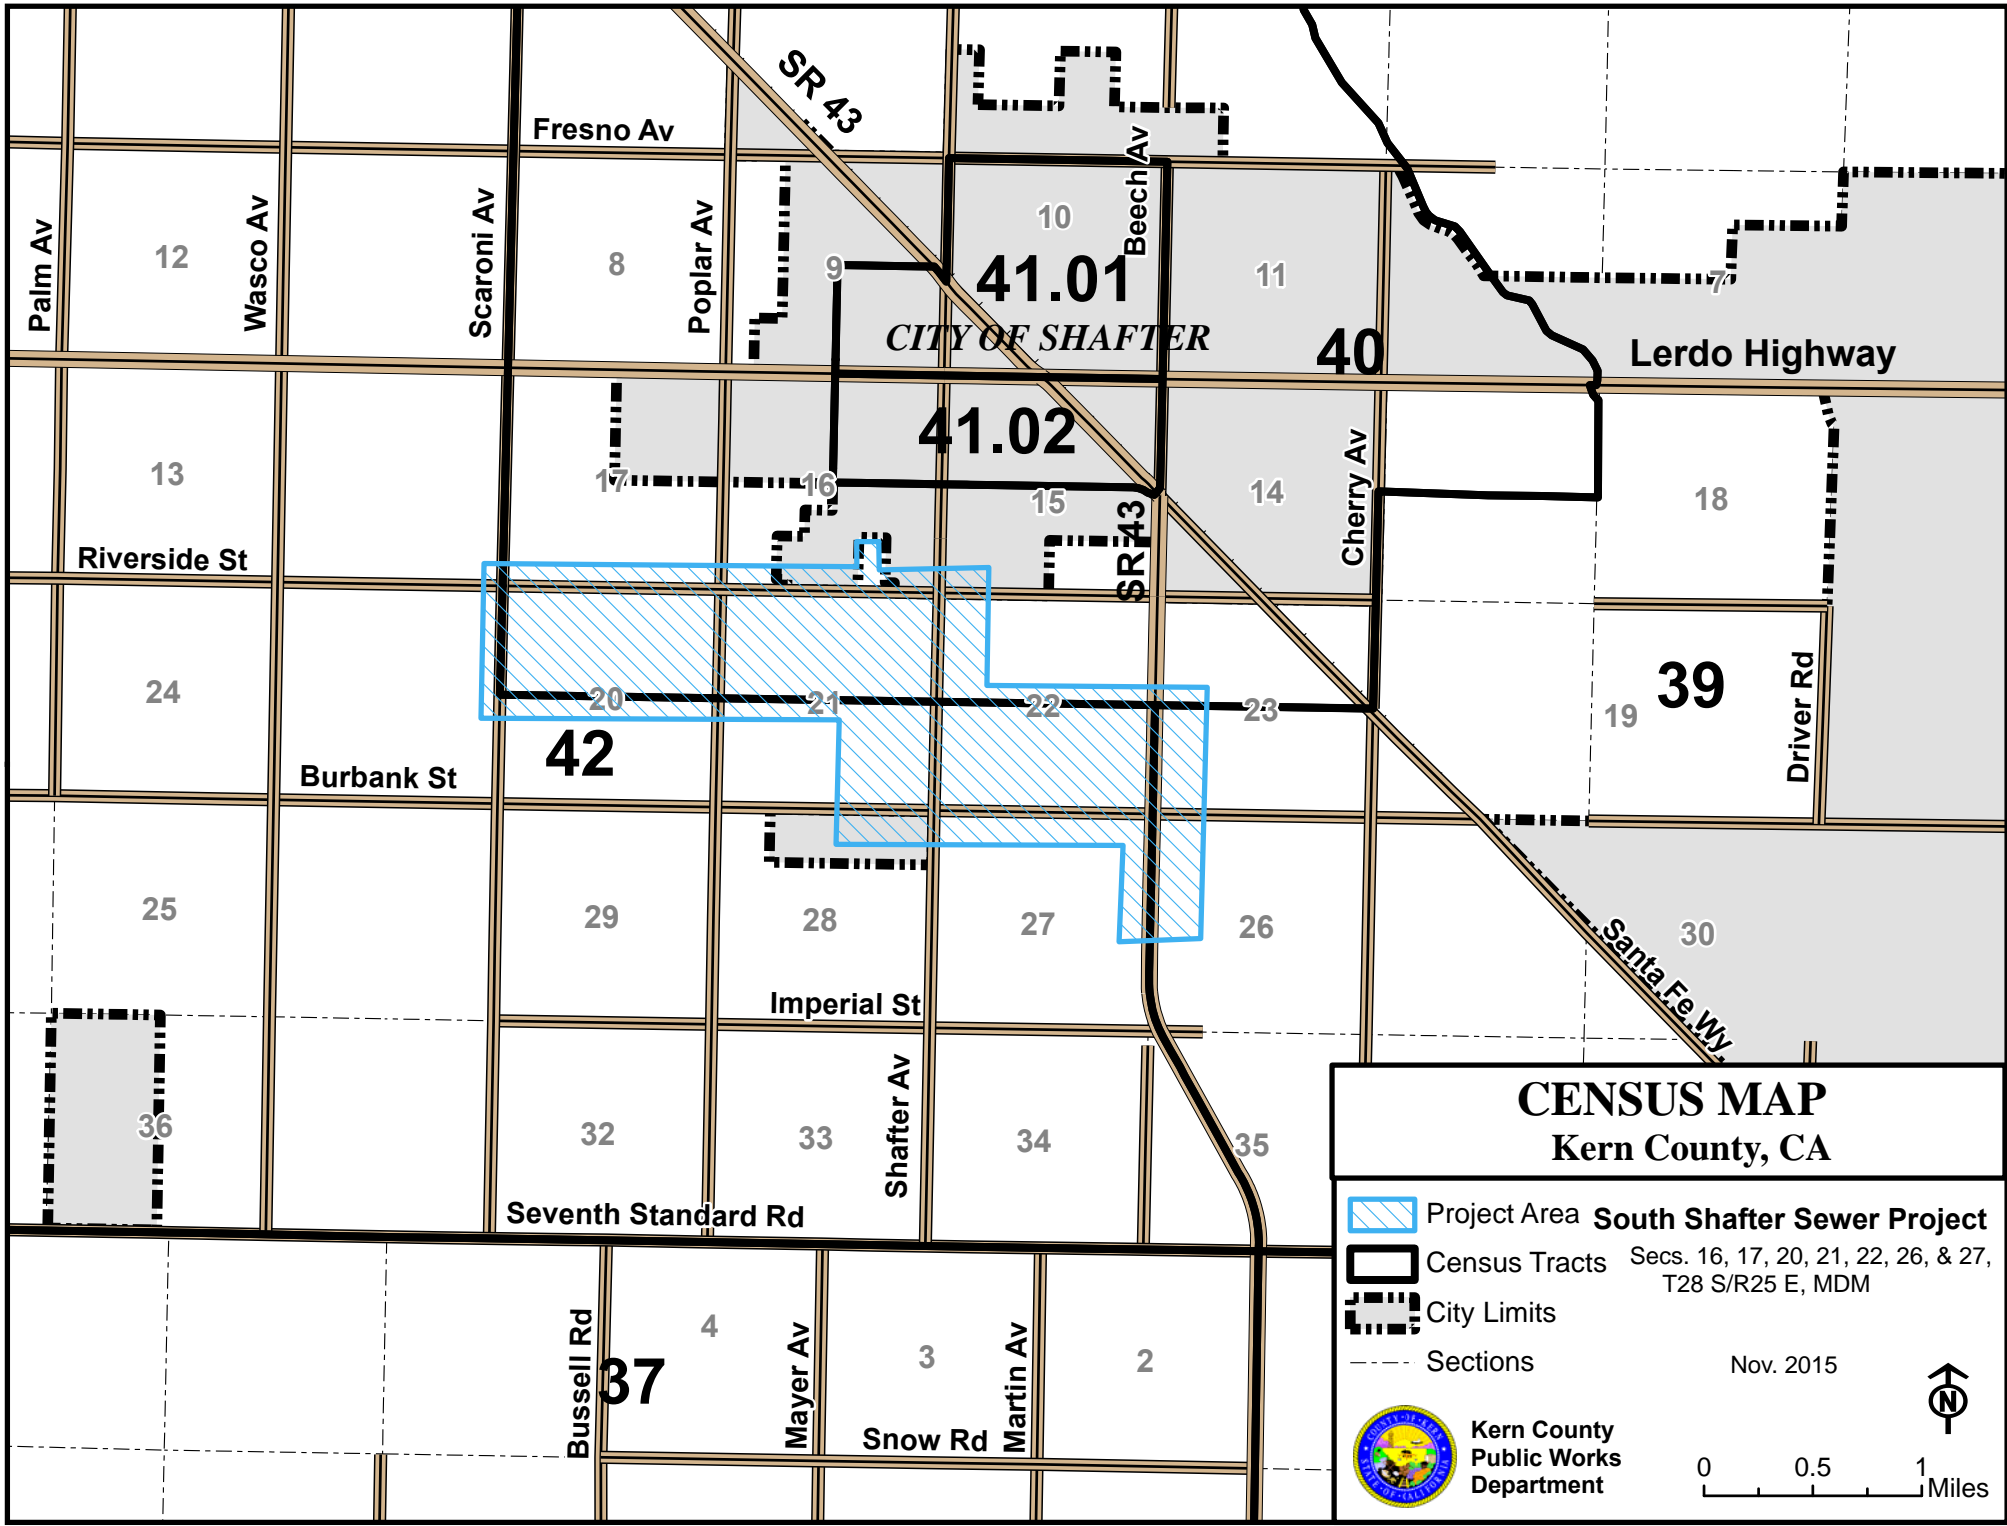 SR 43
Fresno Av
Beech Av
Palm Av
Wasco Av
Scaroni Av
Poplar Av
12
8
9
10
11
7
41.01
CITY OF SHAFTER
40
Lerdo Highway
41.02
13
17
16
15
14
18
SR 43
Cherry Av
Riverside St
24
20
21
22
23
19
39
Driver Rd
42
Burbank St
25
29
28
27
26
30
Santa Fe Wy
Imperial St
Shafter Av
36
32
33
34
35
Seventh Standard Rd
Bussell Rd
37
4
Mayer Av
3
Martin Av
2
Snow Rd
CENSUS MAP
Kern County, CA
Project Area
South Shafter Sewer Project
Census Tracts
Secs. 16, 17, 20, 21, 22, 26, & 27,
T28 S/R25 E, MDM
City Limits
Sections
Nov. 2015
N
COUNTY OF KERN
STATE OF CALIFORNIA
Kern County
Public Works
Department
0 0.5 1 Miles